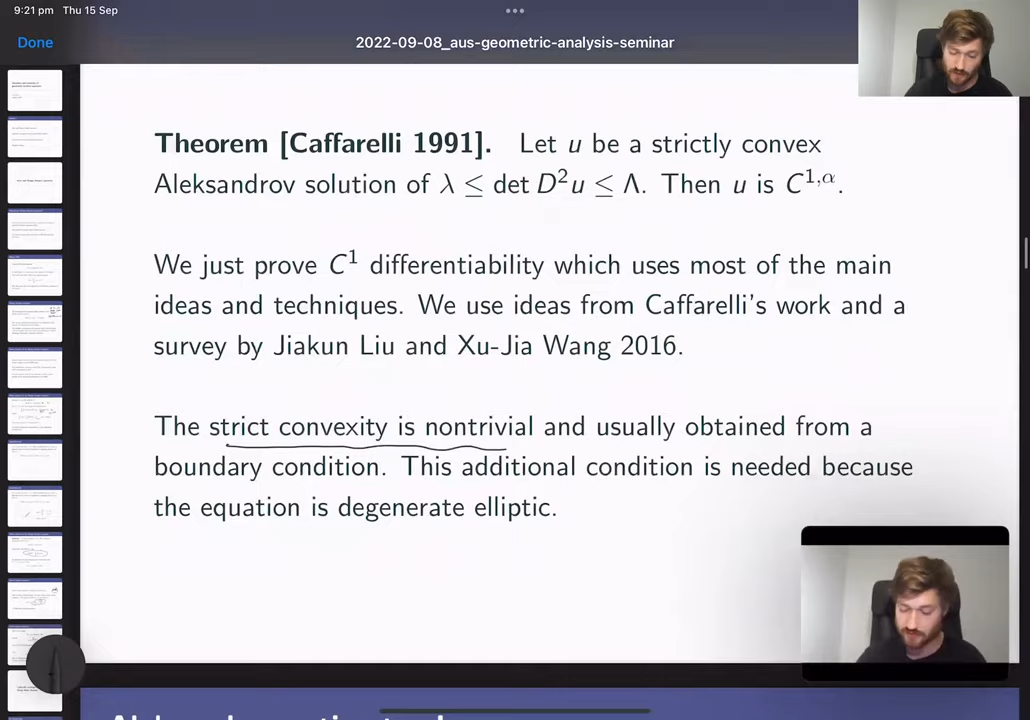 9:21 pm Thu 15 Sep
Done
2022-09-08_aus-geometric-analysis-seminar
Theorem [Caffarelli 1991]. Let u be a strictly convex
Aleksandrov solution of λ ≤ det D²u ≤ Λ. Then u is C^{1,α}.
We just prove C¹ differentiability which uses most of the main
ideas and techniques. We use ideas from Caffarelli's work and a
survey by Jiakun Liu and Xu-Jia Wang 2016.
The strict convexity is nontrivial and usually obtained from a
boundary condition. This additional condition is needed because
the equation is degenerate elliptic.